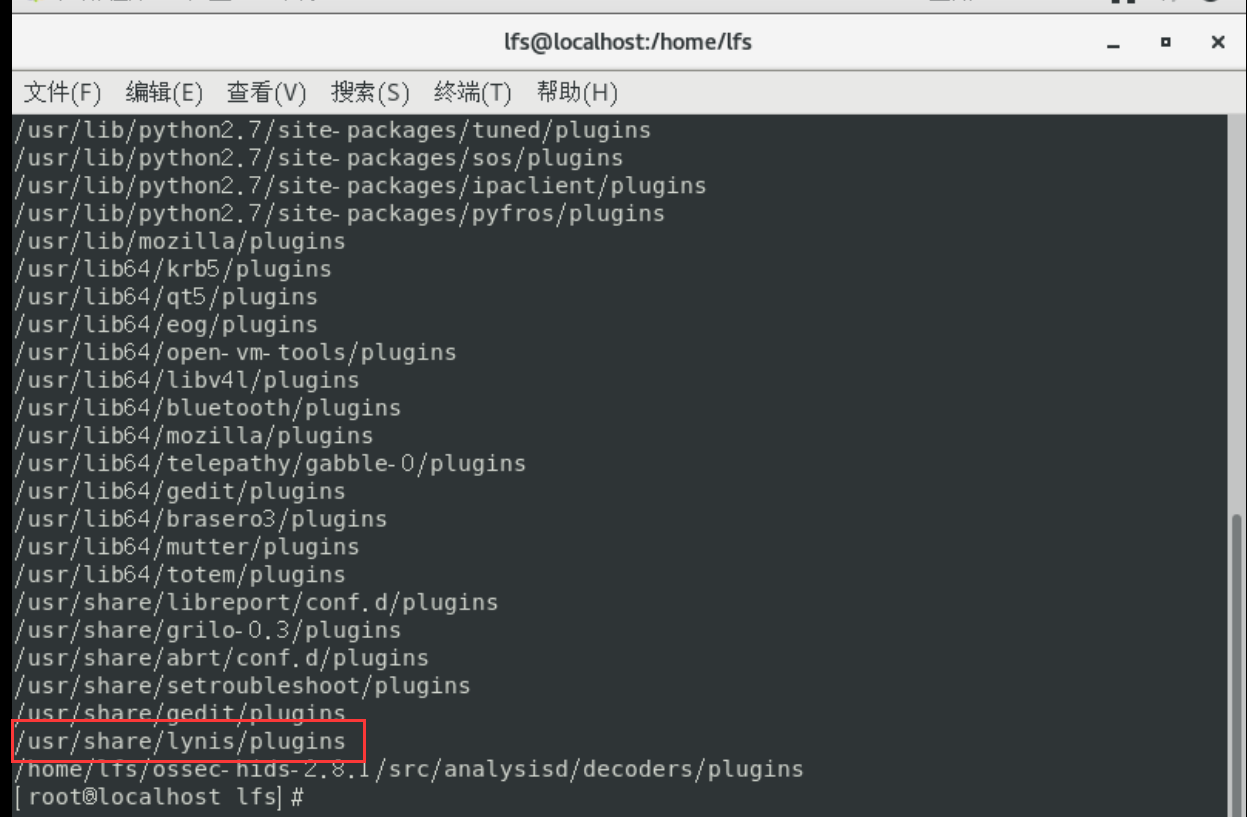 lfs@localhost:/home/lfs
文件(F) 编辑(E) 查看(V) 搜索(S) 终端(T) 帮助(H)
/usr/lib/python2.7/site-packages/tuned/plugins
/usr/lib/python2.7/site-packages/sos/plugins
/usr/lib/python2.7/site-packages/ipaclient/plugins
/usr/lib/python2.7/site-packages/pyfros/plugins
/usr/lib/mozilla/plugins
/usr/lib64/krb5/plugins
/usr/lib64/qt5/plugins
/usr/lib64/eog/plugins
/usr/lib64/open-vm-tools/plugins
/usr/lib64/libv4l/plugins
/usr/lib64/bluetooth/plugins
/usr/lib64/mozilla/plugins
/usr/lib64/telepathy/gabble-0/plugins
/usr/lib64/gedit/plugins
/usr/lib64/brasero3/plugins
/usr/lib64/mutter/plugins
/usr/lib64/totem/plugins
/usr/share/libreport/conf.d/plugins
/usr/share/grilo-0.3/plugins
/usr/share/abrt/conf.d/plugins
/usr/share/setroubleshoot/plugins
/usr/share/gedit/plugins
/usr/share/lynis/plugins
/home/lfs/ossec-hids-2.8.1/src/analysisd/decoders/plugins
[root@localhost lfs]#